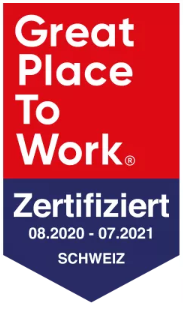 Great
Place
To
Work®
Zertifiziert
08.2020 - 07.2021
SCHWEIZ